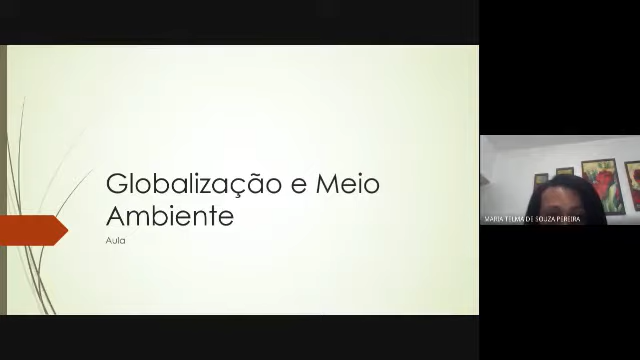 Globalização e Meio
Ambiente
Aula
MARIA TELMA DE SOUZA PEREIRA